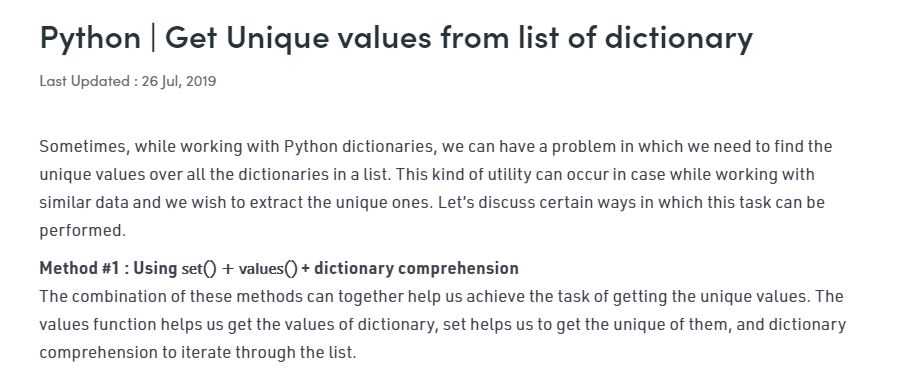 Python | Get Unique values from list of dictionary
Last Updated : 26 Jul, 2019
Sometimes, while working with Python dictionaries, we can have a problem in which we need to find the
unique values over all the dictionaries in a list. This kind of utility can occur in case while working with
similar data and we wish to extract the unique ones. Let’s discuss certain ways in which this task can be
performed.
Method #1 : Using set() + values() + dictionary comprehension
The combination of these methods can together help us achieve the task of getting the unique values. The
values function helps us get the values of dictionary, set helps us to get the unique of them, and dictionary
comprehension to iterate through the list.